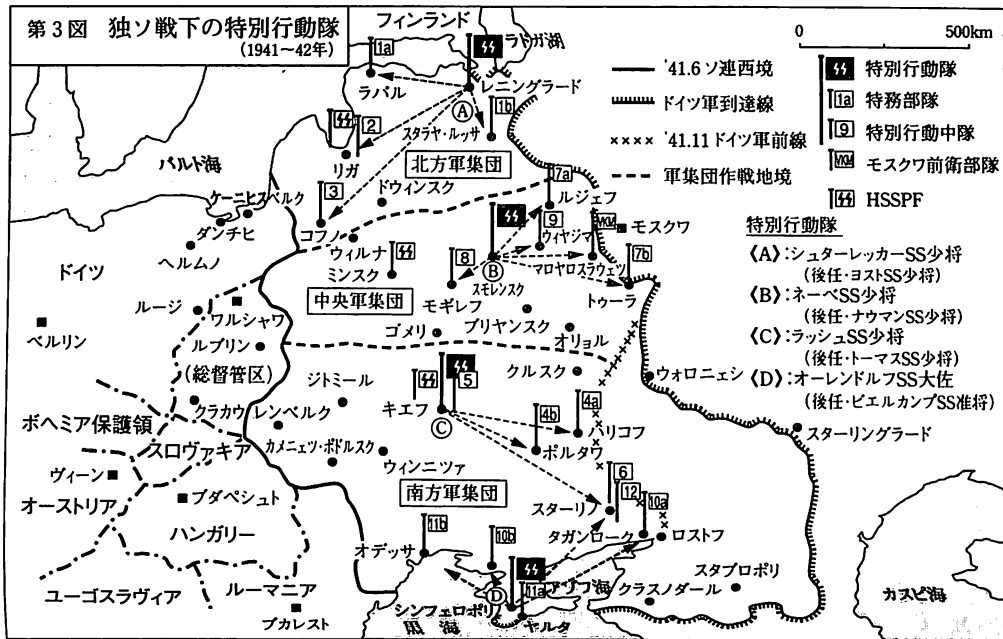 第3図 独ソ戦下の特別行動隊
(1941〜42年)
フィンランド
ラドガ湖
0 500km
1a
ラバル
レニングラード
Ⓐ
1b
スタラヤ・ルッサ
2
リガ
北方軍集団
バルト海
3
ドウィンスク
ケーニヒスベルク
コフノ
ダンチヒ
ヘルムノ
ウィルナ
ミンスク
7a
ルジェフ
9
ウィヤジマ
VKM
モスクワ
Ⓑ
スモレンスク
マロヤロスラウェツ
7b
トゥーラ
8
モギレフ
中央軍集団
ドイツ
ルージ
ワルシャワ
ベルリン
ゴメリ
ブリヤンスク
オリョル
ルブリン
(総督管区)
ジトミール
5
キエフ
Ⓒ
クルスク
ウォロニェシ
クラカウ
レンベルク
4b
ポルタワ
4a
ハリコフ
スターリングラード
ボヘミア保護領
スロヴァキア
カメニェツ・ポドルスク
ウィンニツァ
ヴィーン
オーストリア
ブダペシュト
ハンガリー
南方軍集団
6
スターリノ
12
10a
タガンローク
ロストフ
11b
オデッサ
10b
Ⓓ
11a
アゾフ海
シンフェロポリ
ヤルタ
黒海
クラスノダール
スタブロポリ
カスピ海
ユーゴスラヴィア
ルーマニア
ブカレスト
'41.6ソ連西境
ドイツ軍到達線
'41.11ドイツ軍前線
軍集団作戦地境
特別行動隊
1a 特務部隊
9 特別行動中隊
VKM モスクワ前衛部隊
HSSPF
特別行動隊
《A》:シュターレッカーSS少将
(後任・ヨストSS少将)
《B》:ネーベSS少将
(後任・ナウマンSS少将)
《C》:ラッシュSS少将
(後任・トーマスSS少将)
《D》:オーレンドルフSS大佐
(後任・ビエルカンプSS准将)